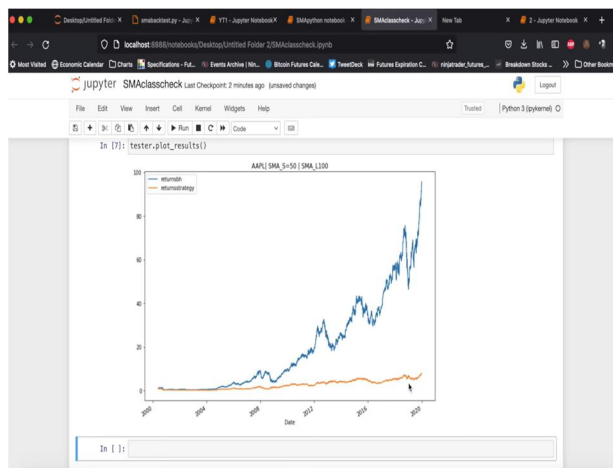 Desktop/Untitled Folde
smabacktest.py - Jupy
YT1 - Jupyter Notebook
SMApython notebook
SMAclasscheck - Jupy
New Tab
2 - Jupyter Notebook
localhost:8888/notebooks/Desktop/Untitled Folder 2/SMAclasscheck.ipynb
Most Visited
Economic Calendar
Charts
Specifications - Fut...
Events Archive | Nin...
Bitcoin Futures Cale...
TweetDeck
Futures Expiration C...
ninjatrader_futures_...
Breakdown Stocks ...
Other Bookm
jupyter SMAclasscheck Last Checkpoint: 2 minutes ago (unsaved changes)
Logout
File Edit View Insert Cell Kernel Widgets Help
Trusted
Python 3 (ipykernel)
Run
Code
In [7]: tester.plot_results()
AAPL| SMA_S=50 | SMA_L100
returnsbh
returnsstrategy
100
80
60
40
20
0
2000 2004 2008 2012 2016 2020
Date
In [ ]: